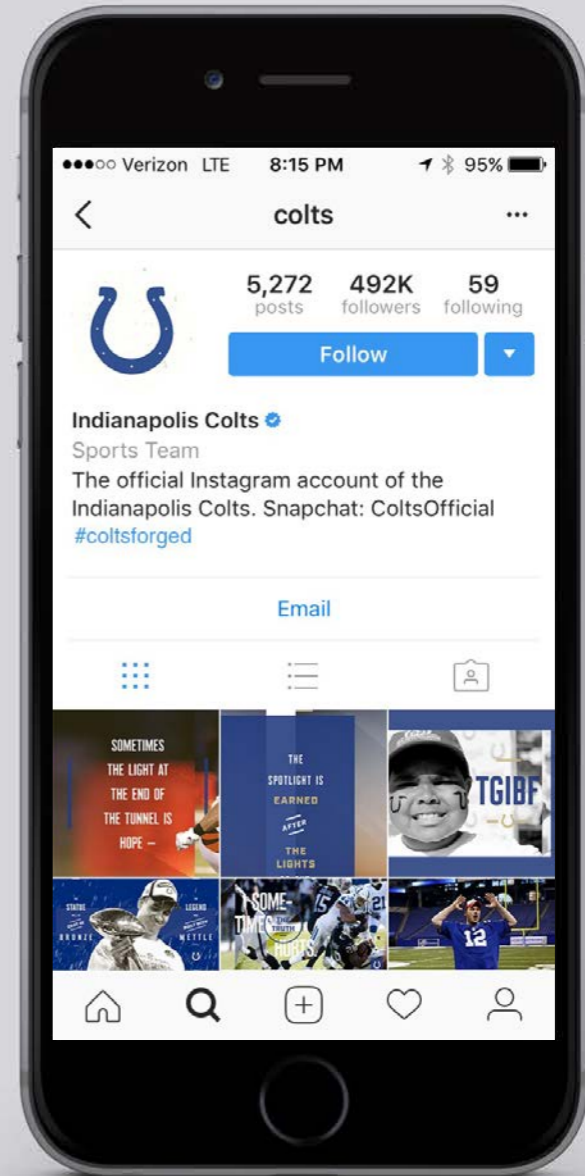 Verizon LTE 8:15 PM 95%
colts
5,272 492K 59
posts followers following
Follow
Indianapolis Colts
Sports Team
The official Instagram account of the
Indianapolis Colts. Snapchat: ColtsOfficial
#coltsforged
Email
SOMETIMES
THE LIGHT AT
THE END OF
THE TUNNEL IS
HOPE –
THE
SPOTLIGHT IS
EARNED
AFTER
THE
LIGHTS
TGIBF
STATUE LEGEND
BRONZE METTLE
SOME-
TIMES THE
TRUTH
HURTS.
15
21
12